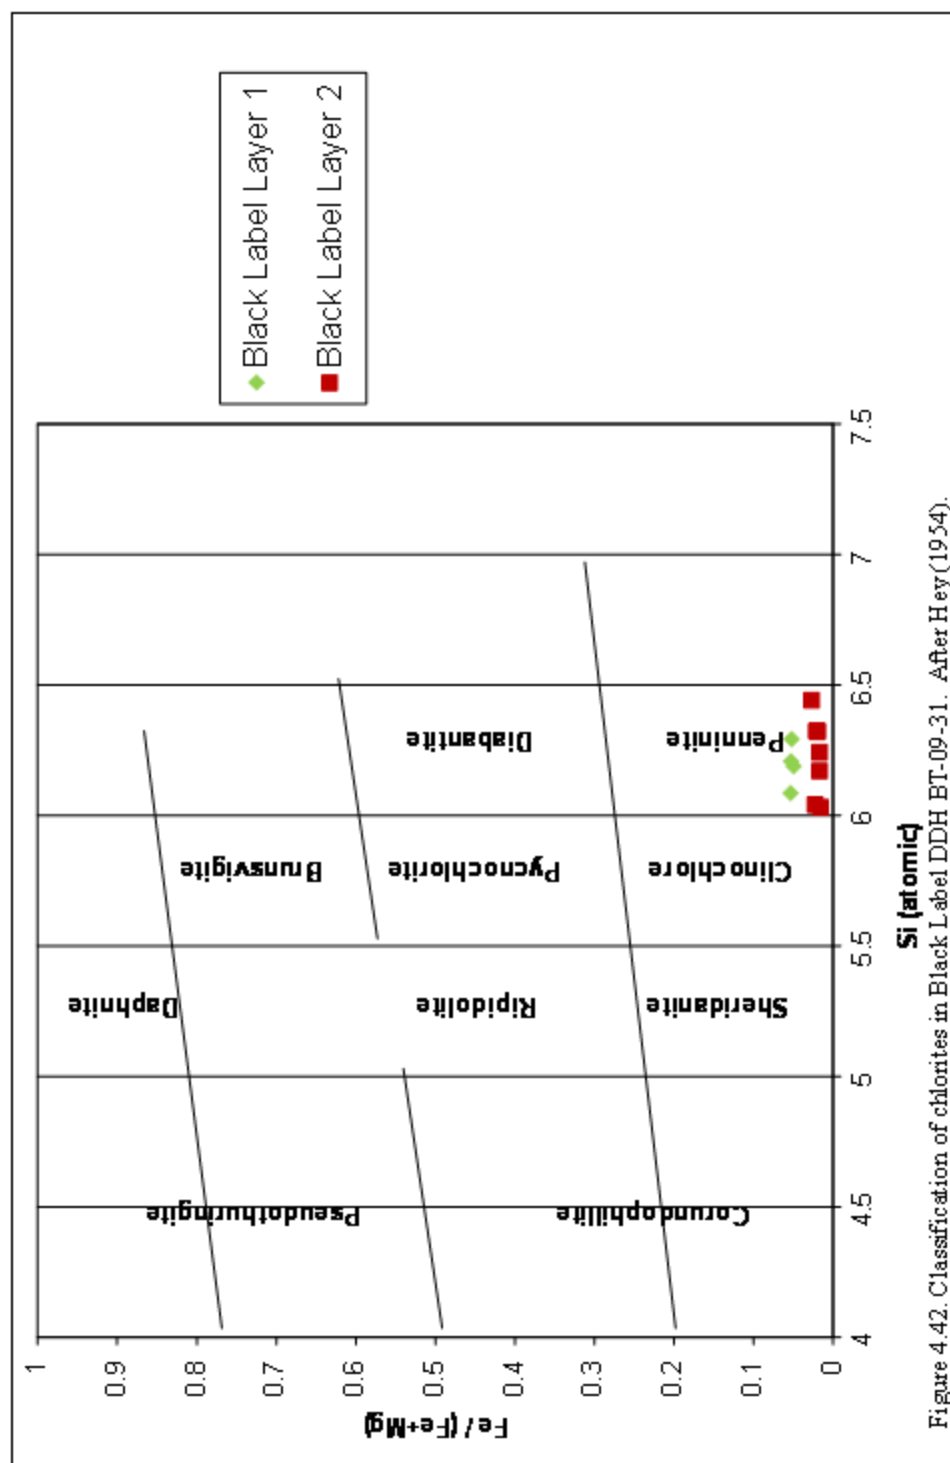 Black Label Layer 1
Black Label Layer 2
1
0.9
0.8
0.7
0.6
0.5
0.4
0.3
0.2
0.1
0
Fe / (Fe+Mg)
Pseudothuringite
Corundophillite
Daphnite
Ripidolite
Sheridanite
Brunsvigite
Pycnochlorite
Clinochlore
Diabantite
Penninite
4
4.5
5
5.5
6
6.5
7
7.5
Si (atomic)
Figure 4.42. Classification of chlorites in Black Label DDH BT-09-31. After Hey (1954).